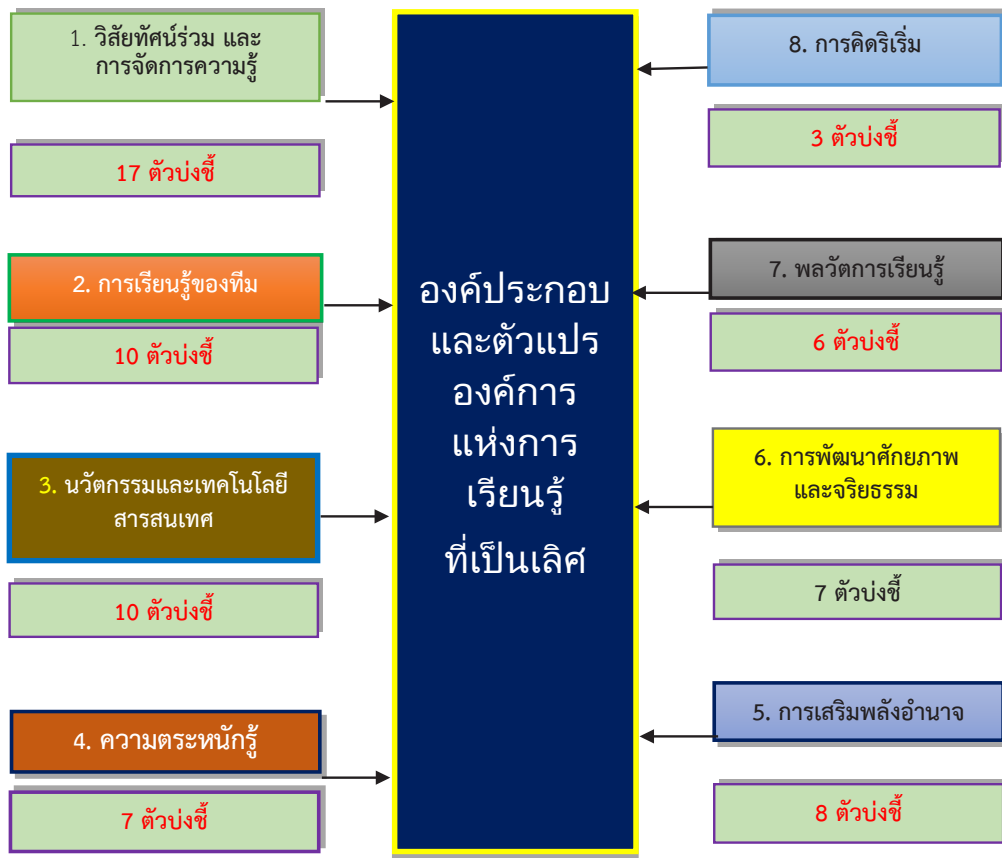 1. วิสัยทัศน์ร่วม และ
การจัดการความรู้
17 ตัวบ่งชี้
2. การเรียนรู้ของทีม
10 ตัวบ่งชี้
3. นวัตกรรมและเทคโนโลยี
สารสนเทศ
10 ตัวบ่งชี้
4. ความตระหนักรู้
7 ตัวบ่งชี้
องค์ประกอบ
และตัวแปร
องค์การ
แห่งการ
เรียนรู้
ที่เป็นเลิศ
8. การคิดริเริ่ม
3 ตัวบ่งชี้
7. พลวัตการเรียนรู้
6 ตัวบ่งชี้
6. การพัฒนาศักยภาพ
และจริยธรรม
7 ตัวบ่งชี้
5. การเสริมพลังอำนาจ
8 ตัวบ่งชี้